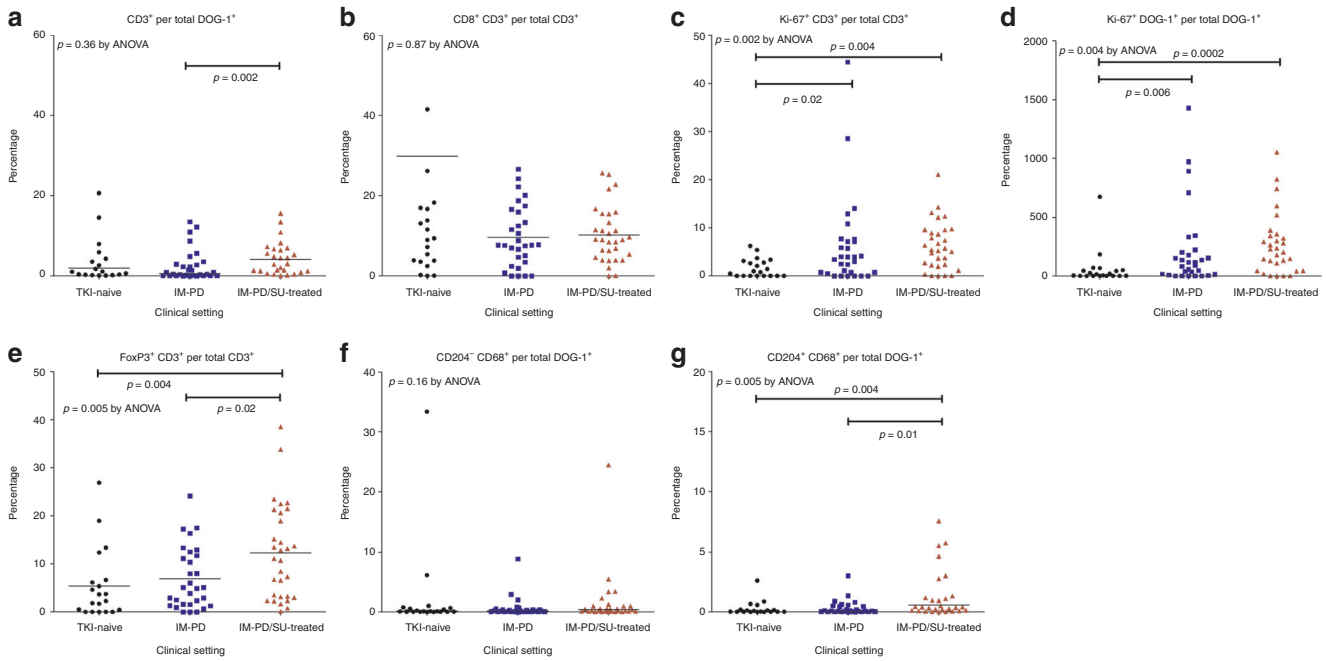 a
CD3⁺ per total DOG-1⁺
60
40
20
0
Percentage
p = 0.36 by ANOVA
p = 0.002
TKI-naive
IM-PD
IM-PD/SU-treated
Clinical setting
b
CD8⁺ CD3⁺ per total CD3⁺
60
40
20
0
Percentage
p = 0.87 by ANOVA
TKI-naive
IM-PD
IM-PD/SU-treated
Clinical setting
c
Ki-67⁺ CD3⁺ per total CD3⁺
50
40
30
20
10
0
Percentage
p = 0.002 by ANOVA
p = 0.004
p = 0.02
TKI-naive
IM-PD
IM-PD/SU-treated
Clinical setting
d
Ki-67⁺ DOG-1⁺ per total DOG-1⁺
2000
1500
1000
500
0
Percentage
p = 0.004 by ANOVA
p = 0.0002
p = 0.006
TKI-naive
IM-PD
IM-PD/SU-treated
Clinical setting
e
FoxP3⁺ CD3⁺ per total CD3⁺
50
40
30
20
10
0
Percentage
p = 0.004
p = 0.005 by ANOVA
p = 0.02
TKI-naive
IM-PD
IM-PD/SU-treated
Clinical setting
f
CD204⁻ CD68⁺ per total DOG-1⁺
40
30
20
10
0
Percentage
p = 0.16 by ANOVA
TKI-naive
IM-PD
IM-PD/SU-treated
Clinical setting
g
CD204⁺ CD68⁺ per total DOG-1⁺
20
15
10
5
0
Percentage
p = 0.005 by ANOVA
p = 0.004
p = 0.01
TKI-naive
IM-PD
IM-PD/SU-treated
Clinical setting